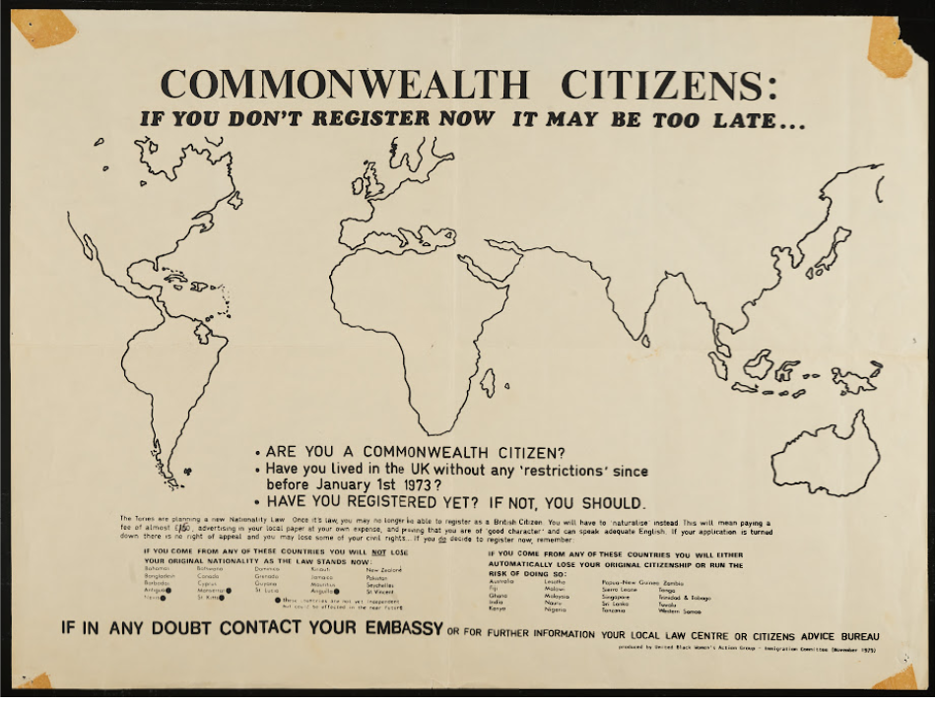 COMMONWEALTH CITIZENS:
IF YOU DON'T REGISTER NOW IT MAY BE TOO LATE...
• ARE YOU A COMMONWEALTH CITIZEN?
• Have you lived in the UK without any 'restrictions' since
before January 1st 1973?
• HAVE YOU REGISTERED YET? IF NOT, YOU SHOULD.
The Tories are planning a new Nationality Law Once it's law, you may no longer be able to register as a British Citizen. You will have to 'naturalise' instead This will mean paying a
fee of almost £150, advertising in your local paper at your own expense, and proving that you are of 'good character' and can speak adequate English. If your application is turned
down there is no right of appeal and you may lose some of your civil rights... If you do decide to register now, remember:
IF YOU COME FROM ANY OF THESE COUNTRIES YOU WILL NOT LOSE
YOUR ORIGINAL NATIONALITY AS THE LAW STANDS NOW:
Bahamas Botswana Dominica Kiribati New Zealand
Bangladesh Canada Grenada Jamaica Pakistan
Barbados Cyprus Guyana Mauritius Seychelles
Antigua● Montserrat● St. Lucia Anguilla● St Vincent
Nevis● St Kitts●
● these countries are not yet independent
but could be affected in the near future
IF YOU COME FROM ANY OF THESE COUNTRIES YOU WILL EITHER
AUTOMATICALLY LOSE YOUR ORIGINAL CITIZENSHIP OR RUN THE
RISK OF DOING SO:
Australia Lesotho Papua-New Guinea Zambia
Fiji Malawi Sierra Leone Tonga
Ghana Malaysia Singapore Trinidad & Tobago
India Nauru Sri Lanka Tuvalu
Kenya Nigeria Tanzania Western Samoa
IF IN ANY DOUBT CONTACT YOUR EMBASSY OR FOR FURTHER INFORMATION YOUR LOCAL LAW CENTRE OR CITIZENS ADVICE BUREAU
produced by United Black Women's Action Group - Immigration Committee (November 1979)